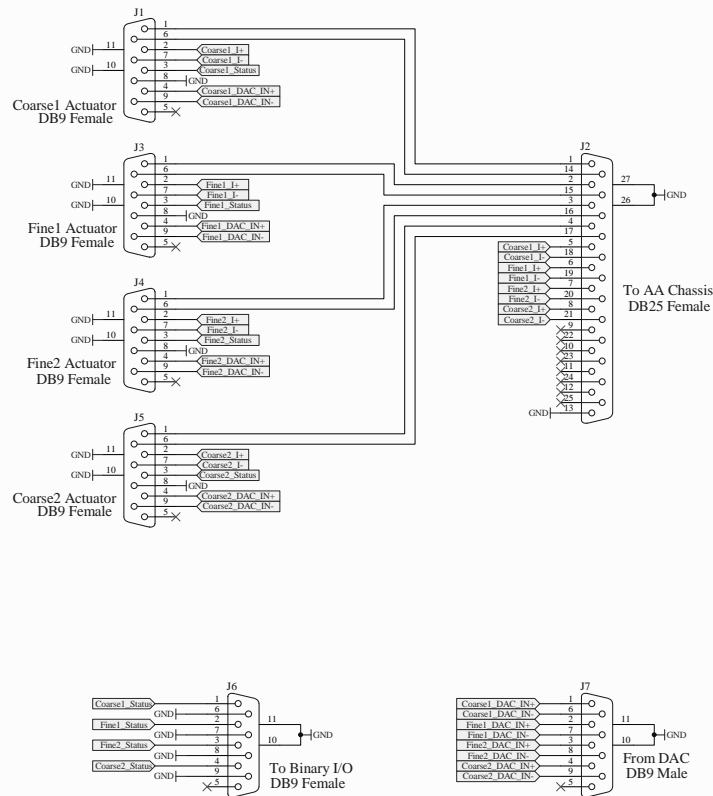 J1
1
6
GND 11 2 Coarse1_I+
7 Coarse1_I-
GND 10 3 Coarse1_Status
8 GND
4 Coarse1_DAC_IN+
9 Coarse1_DAC_IN-
5
Coarse1 Actuator
DB9 Female
J3
1
6
GND 11 2 Fine1_I+
7 Fine1_I-
GND 10 3 Fine1_Status
8 GND
4 Fine1_DAC_IN+
9 Fine1_DAC_IN-
5
Fine1 Actuator
DB9 Female
J4
1
6
GND 11 2 Fine2_I+
7 Fine2_I-
GND 10 3 Fine2_Status
8 GND
4 Fine2_DAC_IN+
9 Fine2_DAC_IN-
5
Fine2 Actuator
DB9 Female
J5
1
6
GND 11 2 Coarse2_I+
7 Coarse2_I-
GND 10 3 Coarse2_Status
8 GND
4 Coarse2_DAC_IN+
9 Coarse2_DAC_IN-
5
Coarse2 Actuator
DB9 Female
J2
1
14
2 27
15 GND
3 26
16
4
17
Coarse1_I+ 5
Coarse1_I- 18
Fine1_I+ 6
Fine1_I- 19
Fine2_I+ 7
Fine2_I- 20
Coarse2_I+ 8
Coarse2_I- 21
9
22
10
23
11
24
12
25
GND 13
To AA Chassis
DB25 Female
J6
Coarse1_Status 1
GND 6
Fine1_Status 2 11
GND 7 GND
Fine2_Status 3 10
GND 8
Coarse2_Status 4
GND 9
5
To Binary I/O
DB9 Female
J7
Coarse1_DAC_IN+ 1
Coarse1_DAC_IN- 6
Fine1_DAC_IN+ 2 11
Fine1_DAC_IN- 7 GND
Fine2_DAC_IN+ 3 10
Fine2_DAC_IN- 8
Coarse2_DAC_IN+ 4
Coarse2_DAC_IN- 9
5
From DAC
DB9 Male